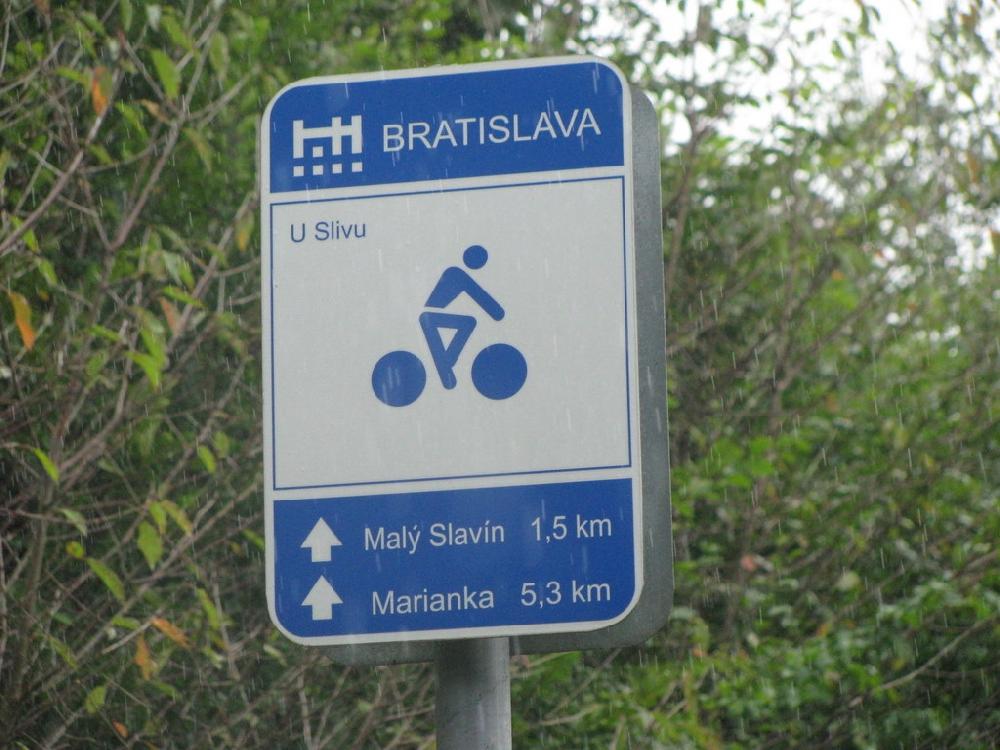 BRATISLAVA
U Slivu
Malý Slavín 1,5 km
Marianka 5,3 km